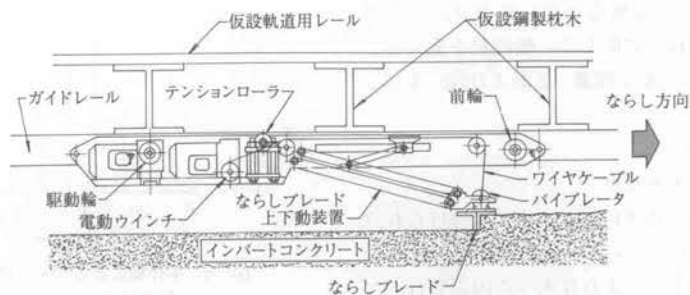 仮設軌道用レール
仮設鋼製枕木
テンションローラ
ガイドレール
前輪
ならし方向
駆動輪
電動ウインチ
ならしブレード
上下動装置
ワイヤケーブル
バイブレータ
インバートコンクリート
ならしブレードー